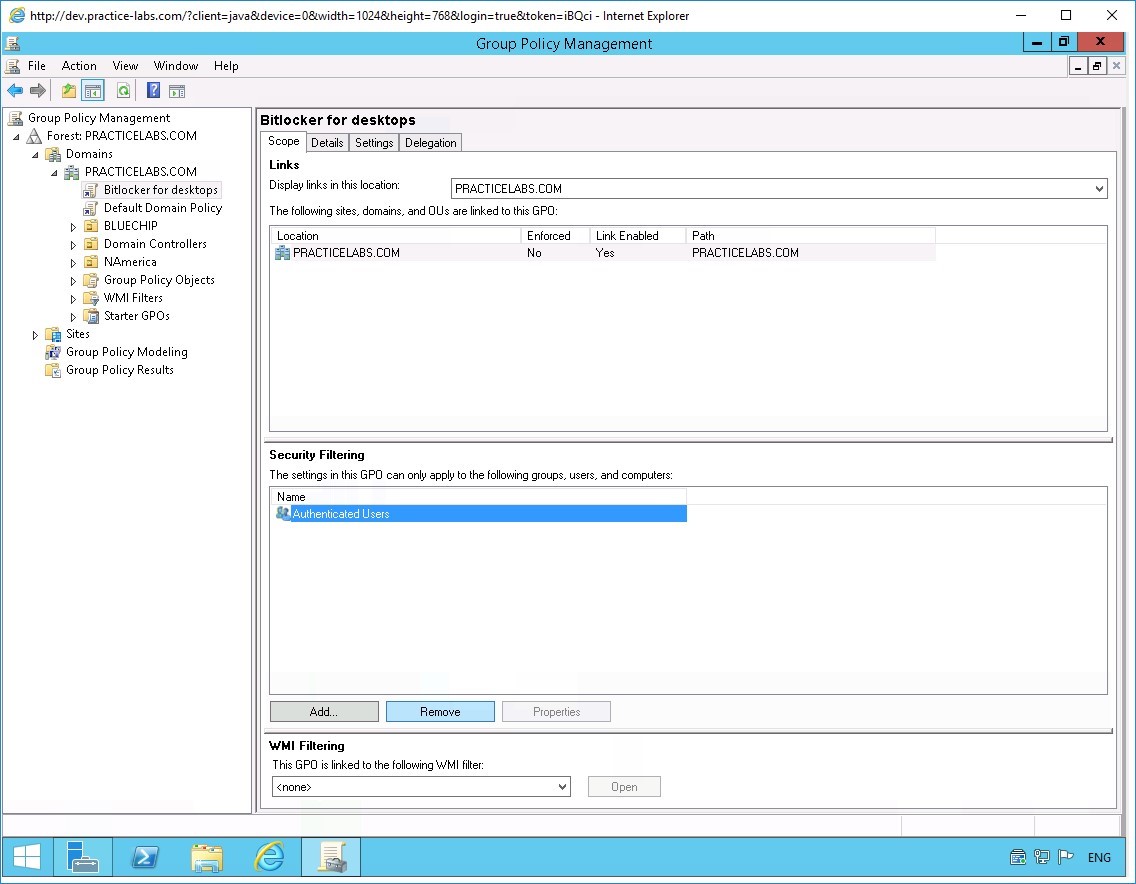 http://dev.practice-labs.com/?client=java&device=0&width=1024&height=768&login=true&token=iBQci - Internet Explorer
Group Policy Management
File Action View Window Help
Group Policy Management
Forest: PRACTICELABS.COM
Domains
PRACTICELABS.COM
Bitlocker for desktops
Default Domain Policy
BLUECHIP
Domain Controllers
NAmerica
Group Policy Objects
WMI Filters
Starter GPOs
Sites
Group Policy Modeling
Group Policy Results
Bitlocker for desktops
Scope Details Settings Delegation
Links
Display links in this location: PRACTICELABS.COM
The following sites, domains, and OUs are linked to this GPO:
Location Enforced Link Enabled Path
PRACTICELABS.COM No Yes PRACTICELABS.COM
Security Filtering
The settings in this GPO can only apply to the following groups, users, and computers:
Name
Authenticated Users
Add... Remove Properties
WMI Filtering
This GPO is linked to the following WMI filter:
<none> Open
ENG